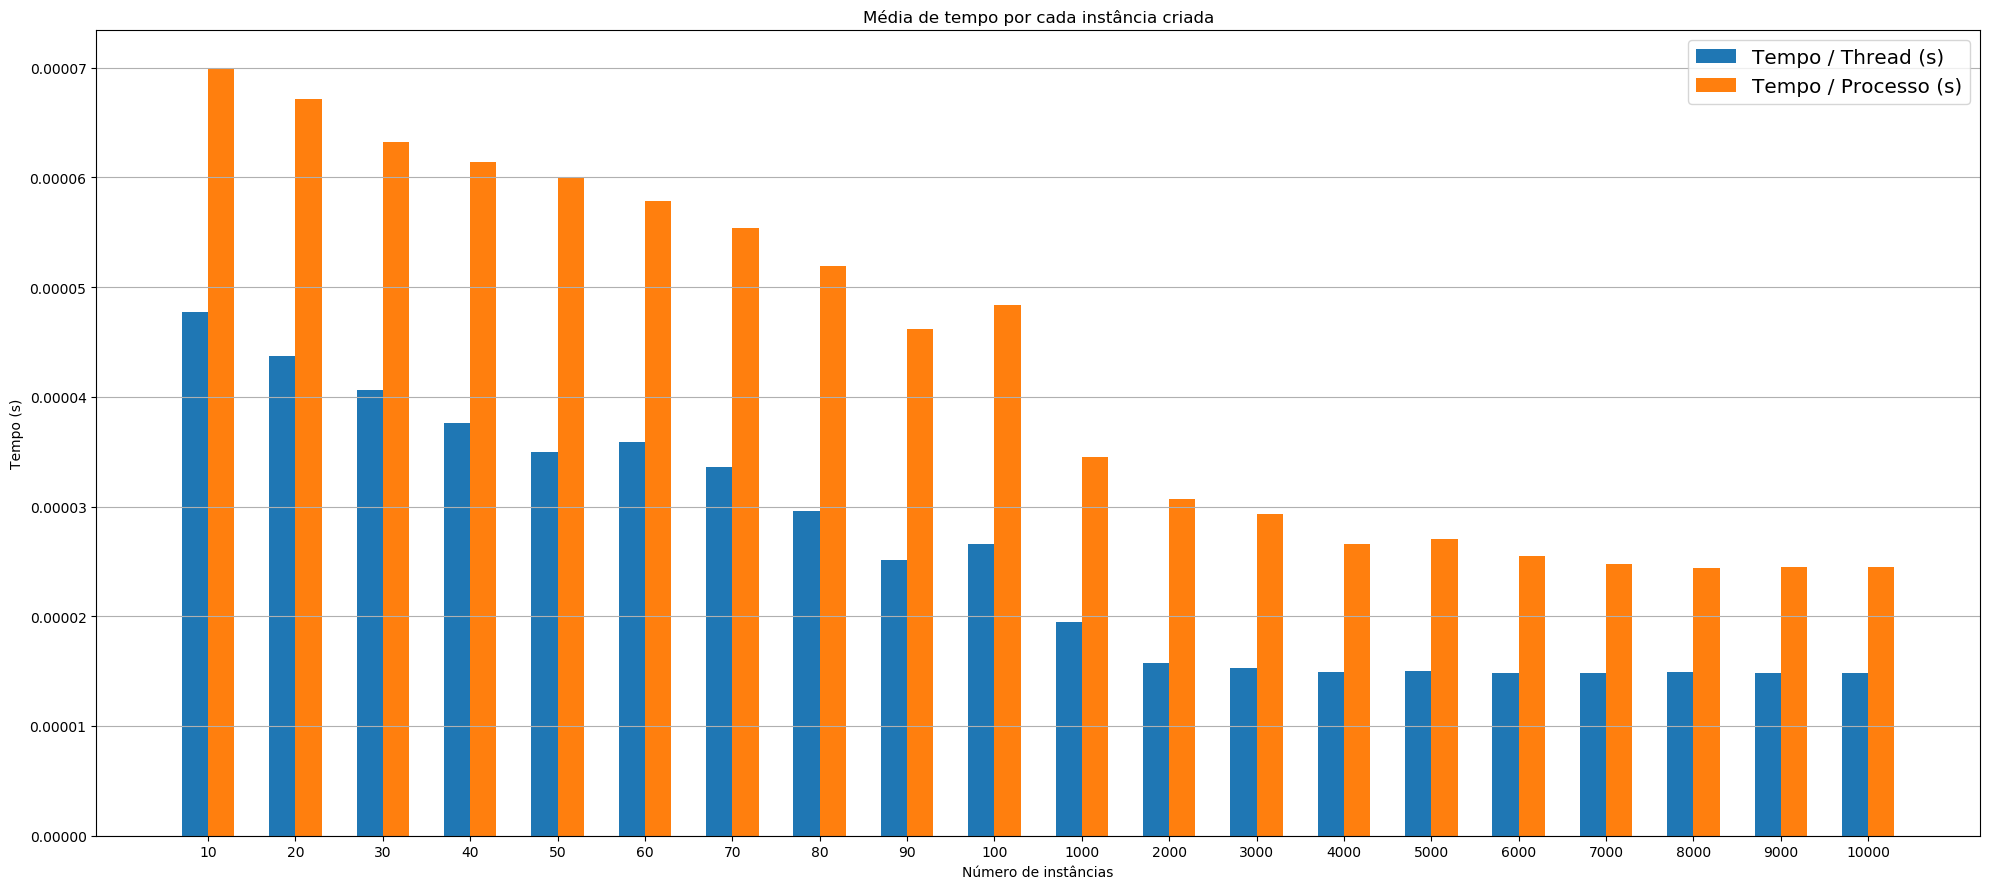 Média de tempo por cada instância criada
Tempo / Thread (s)
Tempo / Processo (s)
Tempo (s)
0.00007
0.00006
0.00005
0.00004
0.00003
0.00002
0.00001
0.00000
10 20 30 40 50 60 70 80 90 100 1000 2000 3000 4000 5000 6000 7000 8000 9000 10000
Número de instâncias